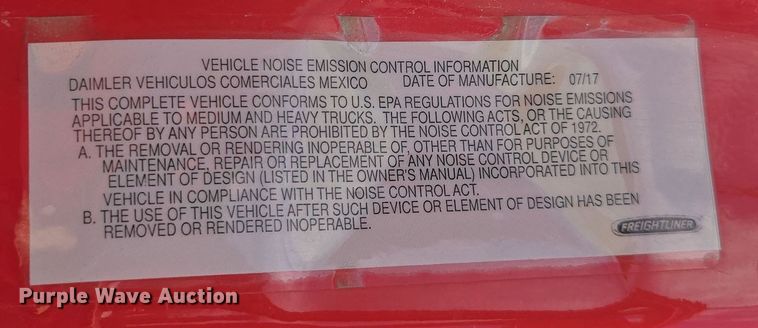 VEHICLE NOISE EMISSION CONTROL INFORMATION
DAIMLER VEHICULOS COMERCIALES MEXICO DATE OF MANUFACTURE: 07/17
THIS COMPLETE VEHICLE CONFORMS TO U.S. EPA REGULATIONS FOR NOISE EMISSIONS
APPLICABLE TO MEDIUM AND HEAVY TRUCKS. THE FOLLOWING ACTS, OR THE CAUSING
THEREOF BY ANY PERSON ARE PROHIBITED BY THE NOISE CONTROL ACT OF 1972.
A. THE REMOVAL OR RENDERING INOPERABLE OF, OTHER THAN FOR PURPOSES OF
MAINTENANCE, REPAIR OR REPLACEMENT OF ANY NOISE CONTROL DEVICE OR
ELEMENT OF DESIGN (LISTED IN THE OWNER'S MANUAL) INCORPORATED INTO THIS
VEHICLE IN COMPLIANCE WITH THE NOISE CONTROL ACT.
B. THE USE OF THIS VEHICLE AFTER SUCH DEVICE OR ELEMENT OF DESIGN HAS BEEN
REMOVED OR RENDERED INOPERABLE.
FREIGHTLINER
Purple Wave Auction